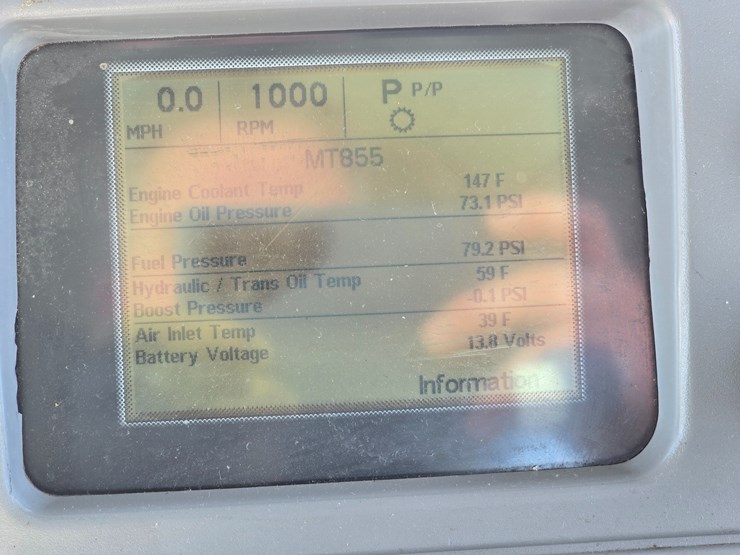 0.0 1000 P P/P
MPH RPM
MT855
Engine Coolant Temp 147 F
Engine Oil Pressure 73.1 PSI
Fuel Pressure 79.2 PSI
Hydraulic / Trans Oil Temp 59 F
Boost Pressure -0.1 PSI
Air Inlet Temp 39 F
Battery Voltage 13.8 Volts
Information